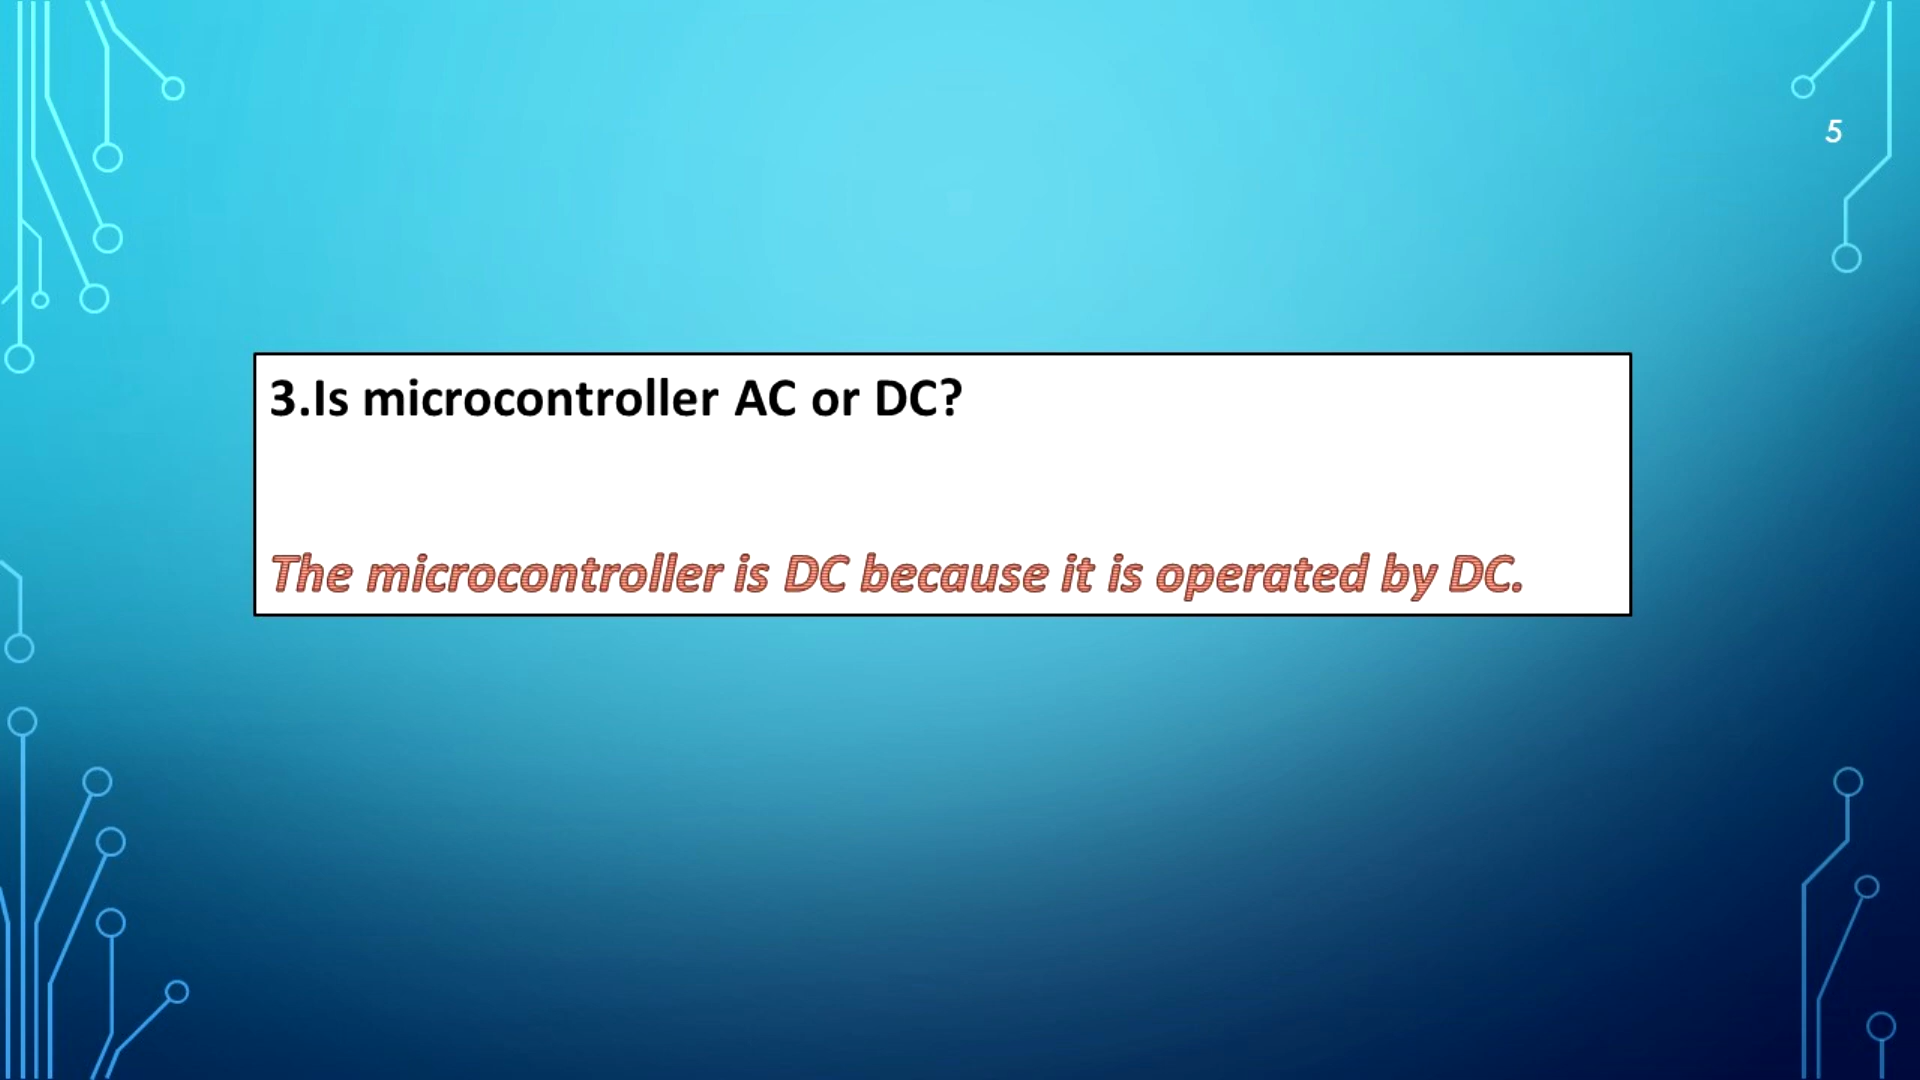 5
3.Is microcontroller AC or DC?
The microcontroller is DC because it is operated by DC.